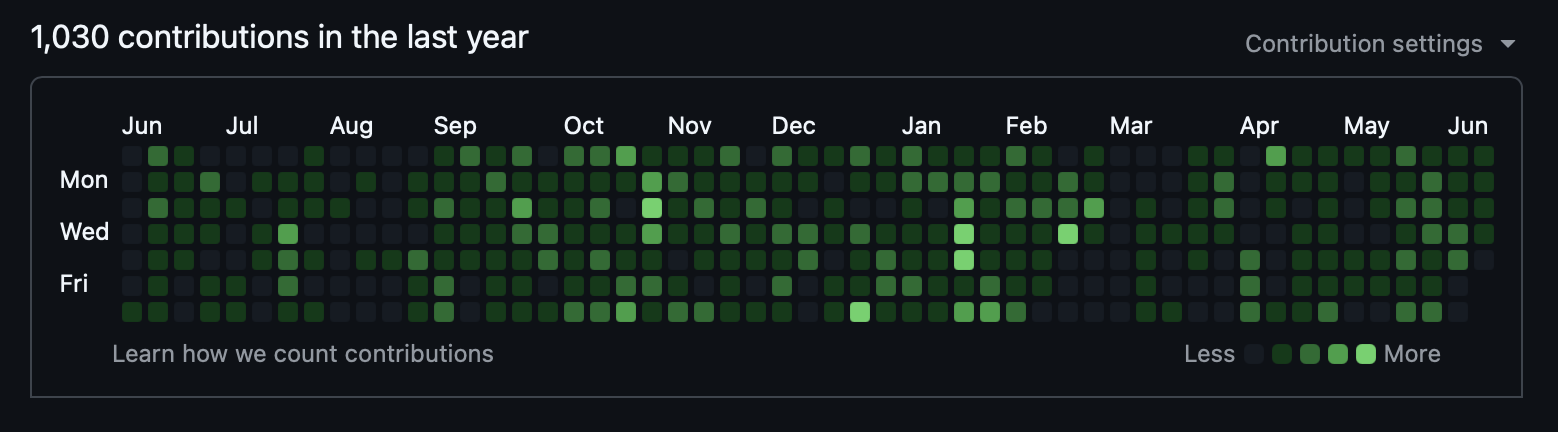 1,030 contributions in the last year
Contribution settings
Jun Jul Aug Sep Oct Nov Dec Jan Feb Mar Apr May Jun
Mon
Wed
Fri
Learn how we count contributions
Less More